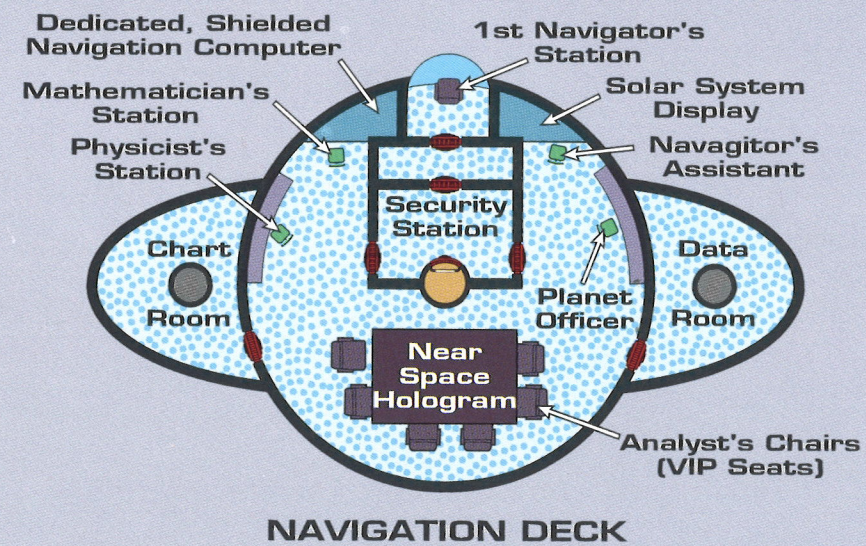 Dedicated, Shielded
Navigation Computer
1st Navigator's
Station
Mathematician's
Station
Solar System
Display
Physicist's
Station
Navagitor's
Assistant
Security
Station
Chart
Room
Data
Room
Planet
Officer
Near
Space
Hologram
Analyst's Chairs
(VIP Seats)
NAVIGATION DECK